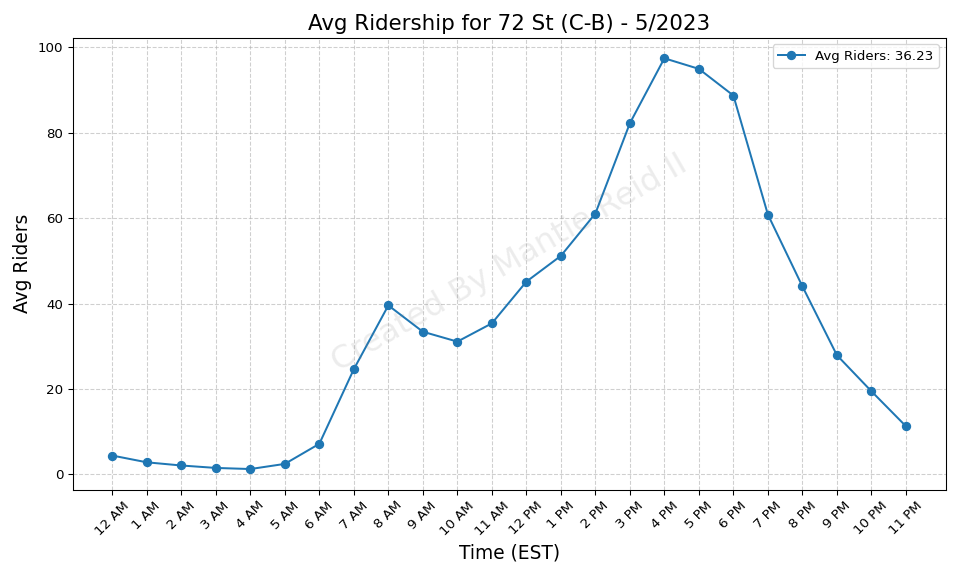 Avg Ridership for 72 St (C-B) - 5/2023
Avg Riders: 36.23
100
80
60
40
20
0
Avg Riders
Created By Mantie Reid II
12 AM
1 AM
2 AM
3 AM
4 AM
5 AM
6 AM
7 AM
8 AM
9 AM
10 AM
11 AM
12 PM
1 PM
2 PM
3 PM
4 PM
5 PM
6 PM
7 PM
8 PM
9 PM
10 PM
11 PM
Time (EST)